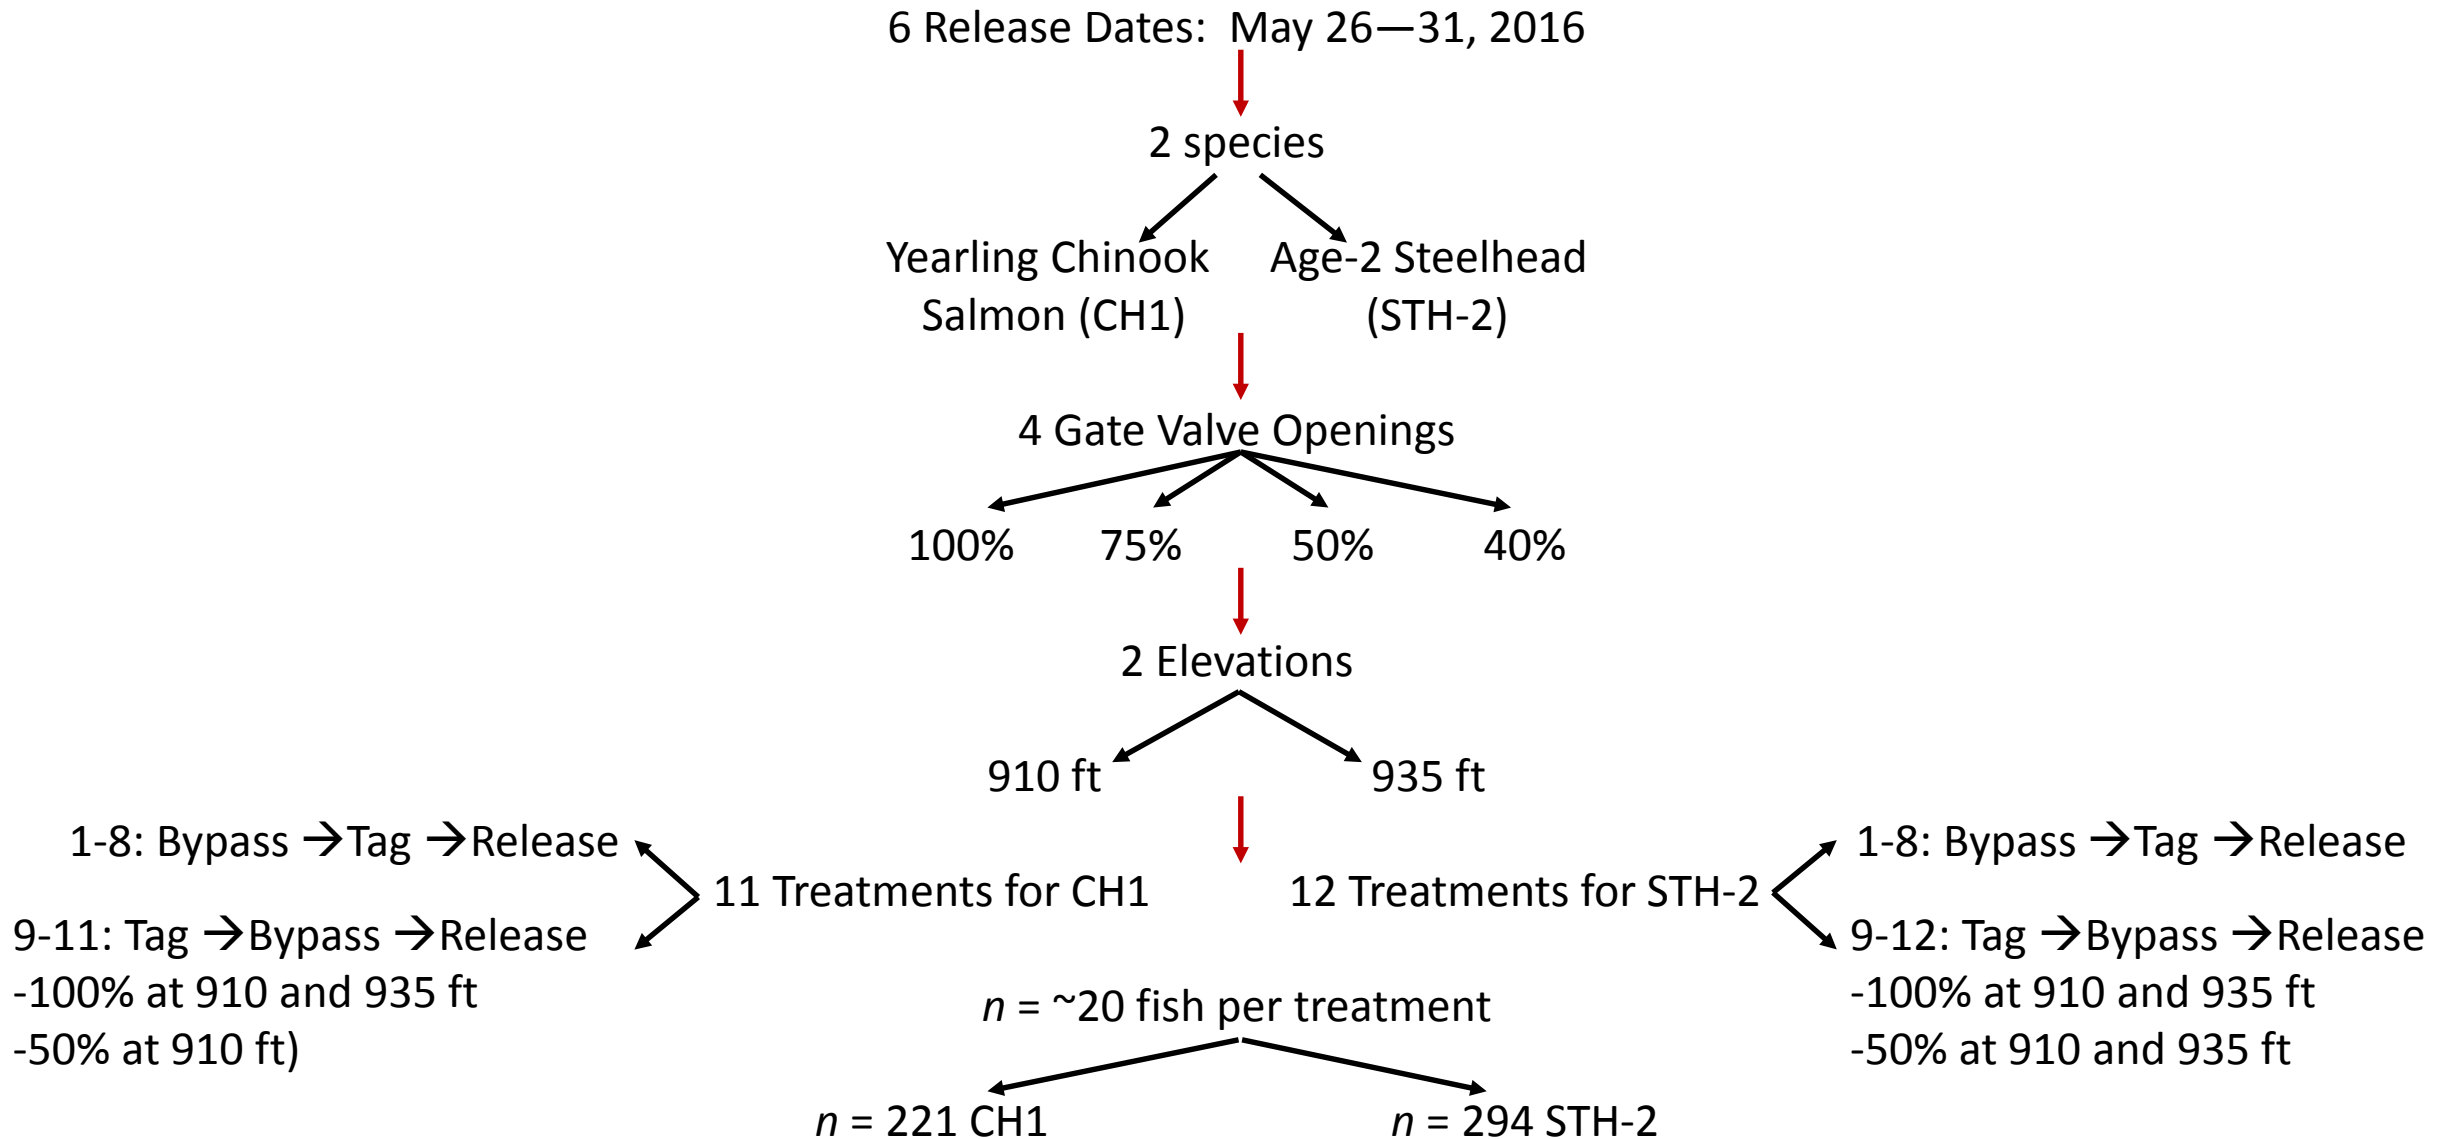 6 Release Dates:  May 26—31, 2016
2 species
Yearling Chinook
Salmon (CH1)
Age-2 Steelhead
(STH-2)
4 Gate Valve Openings
100%
75%
50%
40%
2 Elevations
910 ft
935 ft
1-8: Bypass →Tag →Release
11 Treatments for CH1
9-11: Tag →Bypass →Release
-100% at 910 and 935 ft
-50% at 910 ft)
12 Treatments for STH-2
1-8: Bypass →Tag →Release
9-12: Tag →Bypass →Release
-100% at 910 and 935 ft
-50% at 910 and 935 ft
n = ~20 fish per treatment
n = 221 CH1
n = 294 STH-2